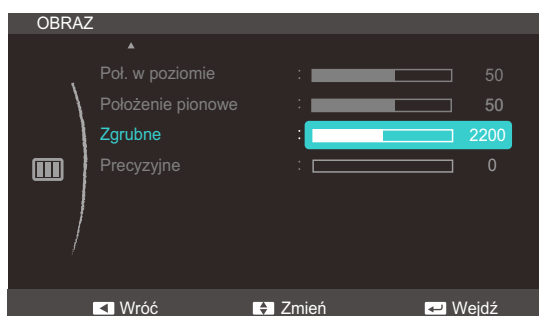 OBRAZ
Poł. w poziomie : 50
Położenie pionowe : 50
Zgrubne : 2200
Precyzyjne : 0
Wróć Zmień Wejdź